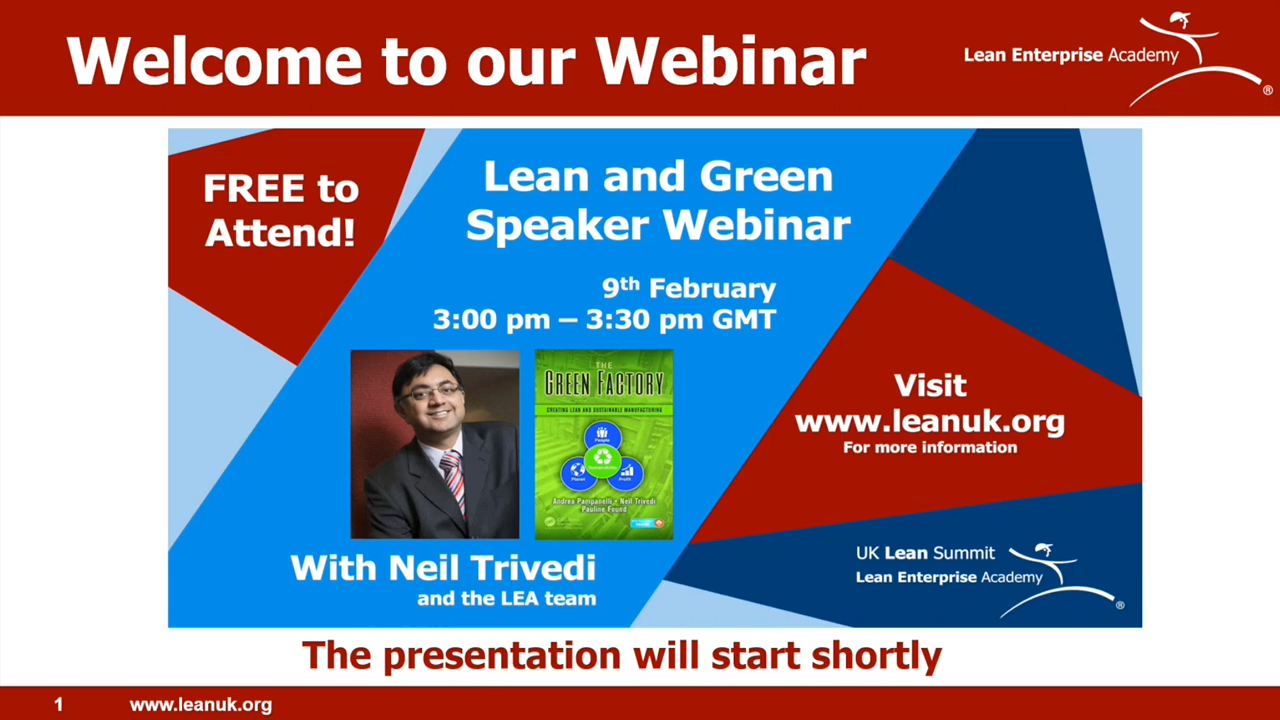 Welcome to our Webinar
Lean Enterprise Academy
®
FREE to
Attend!
Lean and Green
Speaker Webinar
9th February
3:00 pm – 3:30 pm GMT
THE
GREEN FACTORY
CREATING LEAN AND SUSTAINABLE MANUFACTURING
People
Sustainability
Planet
Profit
Andrea Pampanelli • Neil Trivedi
Pauline Found
With Neil Trivedi
and the LEA team
Visit
www.leanuk.org
For more information
UK Lean Summit
Lean Enterprise Academy
®
The presentation will start shortly
1
www.leanuk.org